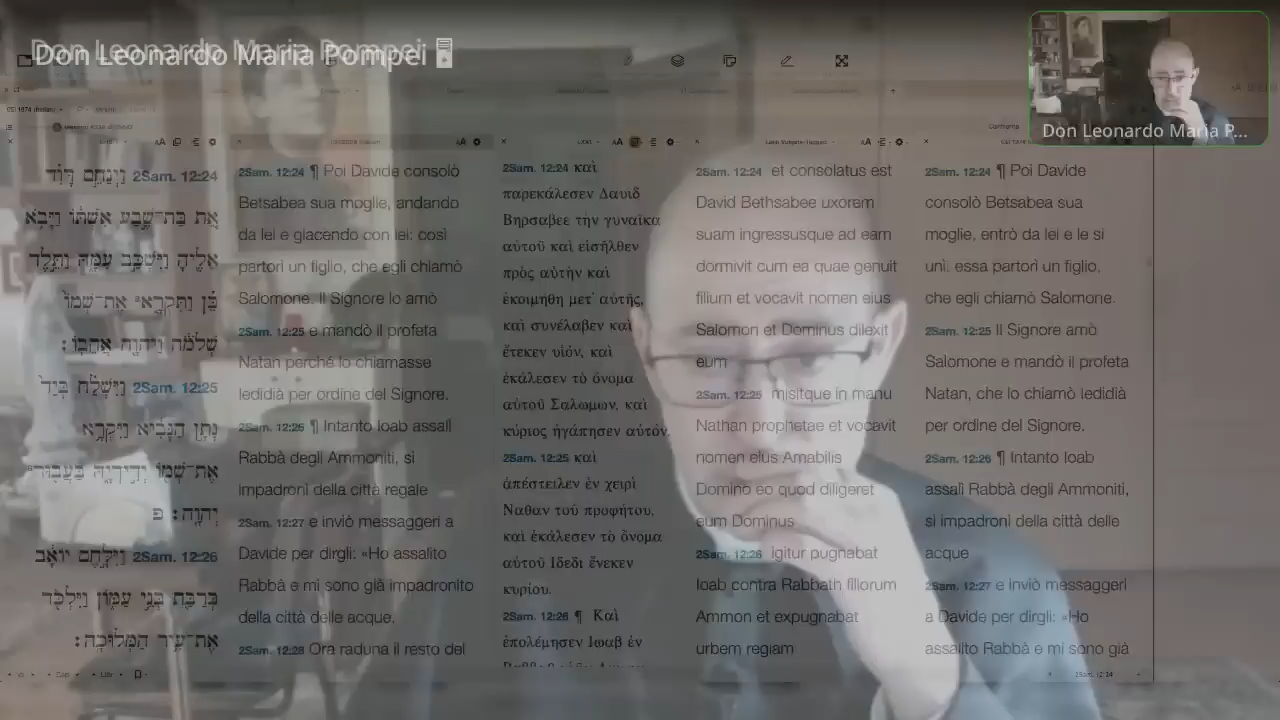 Don Leonardo Maria Pompei
Don Leonardo Maria P...
2Sam. 12:24 וַיְנַחֵ֣ם דָּוִ֗ד
אֵ֚ת בַּת־שֶׁ֣בַע אִשְׁתּ֔וֹ וַיָּבֹ֥א
אֵלֶ֖יהָ וַיִּשְׁכַּ֣ב עִמָּ֑הּ וַתֵּ֣לֶד
בֵּ֗ן וַתִּקְרָ֤א אֶת־שְׁמוֹ֙
שְׁלֹמֹ֔ה וַיהוָ֖ה אֲהֵבֽוֹ׃
2Sam. 12:25 וַיִּשְׁלַ֗ח בְּיַד֙
נָתָ֣ן הַנָּבִ֔יא וַיִּקְרָ֥א
אֶת־שְׁמ֖וֹ יְדִ֣ידְיָ֑הּ בַּעֲב֖וּר
יְהוָֽה׃ פ
2Sam. 12:26 וַיִּלָּ֣חֶם יוֹאָ֔ב
בְּרַבַּ֖ת בְּנֵ֣י עַמּ֑וֹן וַיִּלְכֹּ֖ד
אֶת־עִ֥יר הַמְּלוּכָֽה׃
2Sam. 12:24 ¶ Poi Davide consolò
Betsabea sua moglie, andando
da lei e giacendo con lei: così
partorì un figlio, che egli chiamò
Salomone. Il Signore lo amò
2Sam. 12:25 e mandò il profeta
Natan perché lo chiamasse
Iedidià per ordine del Signore.
2Sam. 12:26 ¶ Intanto Ioab assalì
Rabbà degli Ammoniti, si
impadronì della città regale
2Sam. 12:27 e inviò messaggeri a
Davide per dirgli: «Ho assalito
Rabbà e mi sono già impadronito
della città delle acque.
2Sam. 12:28 Ora raduna il resto del
2Sam. 12:24 καὶ
παρεκάλεσεν Δαυιδ
Βηρσαβεε τὴν γυναῖκα
αὐτοῦ καὶ εἰσῆλθεν
πρὸς αὐτὴν καὶ
ἐκοιμήθη μετ᾽ αὐτῆς,
καὶ συνέλαβεν καὶ
ἔτεκεν υἱόν, καὶ
ἐκάλεσεν τὸ ὄνομα
αὐτοῦ Σαλωμων, καὶ
κύριος ἠγάπησεν αὐτόν.
2Sam. 12:25 καὶ
ἀπέστειλεν ἐν χειρὶ
Ναθαν τοῦ προφήτου,
καὶ ἐκάλεσεν τὸ ὄνομα
αὐτοῦ Ιδεδι ἕνεκεν
κυρίου.
2Sam. 12:26 ¶ Καὶ
ἐπολέμησεν Ιωαβ ἐν
2Sam. 12:24 et consolatus est
David Bethsabee uxorem
suam ingressusque ad eam
dormivit cum ea quae genuit
filium et vocavit nomen eius
Salomon et Dominus dilexit
eum
2Sam. 12:25 misitque in manu
Nathan prophetae et vocavit
nomen eius Amabilis
Domino eo quod diligeret
eum Dominus
2Sam. 12:26 igitur pugnabat
Ioab contra Rabbath filiorum
Ammon et expugnabat
urbem regiam
2Sam. 12:24 ¶ Poi Davide
consolò Betsabea sua
moglie, entrò da lei e le si
unì: essa partorì un figlio,
che egli chiamò Salomone.
2Sam. 12:25 Il Signore amò
Salomone e mandò il profeta
Natan, che lo chiamò Iedidià
per ordine del Signore.
2Sam. 12:26 ¶ Intanto Ioab
assalì Rabbà degli Ammoniti,
si impadronì della città delle
acque
2Sam. 12:27 e inviò messaggeri
a Davide per dirgli: «Ho
assalito Rabbà e mi sono già